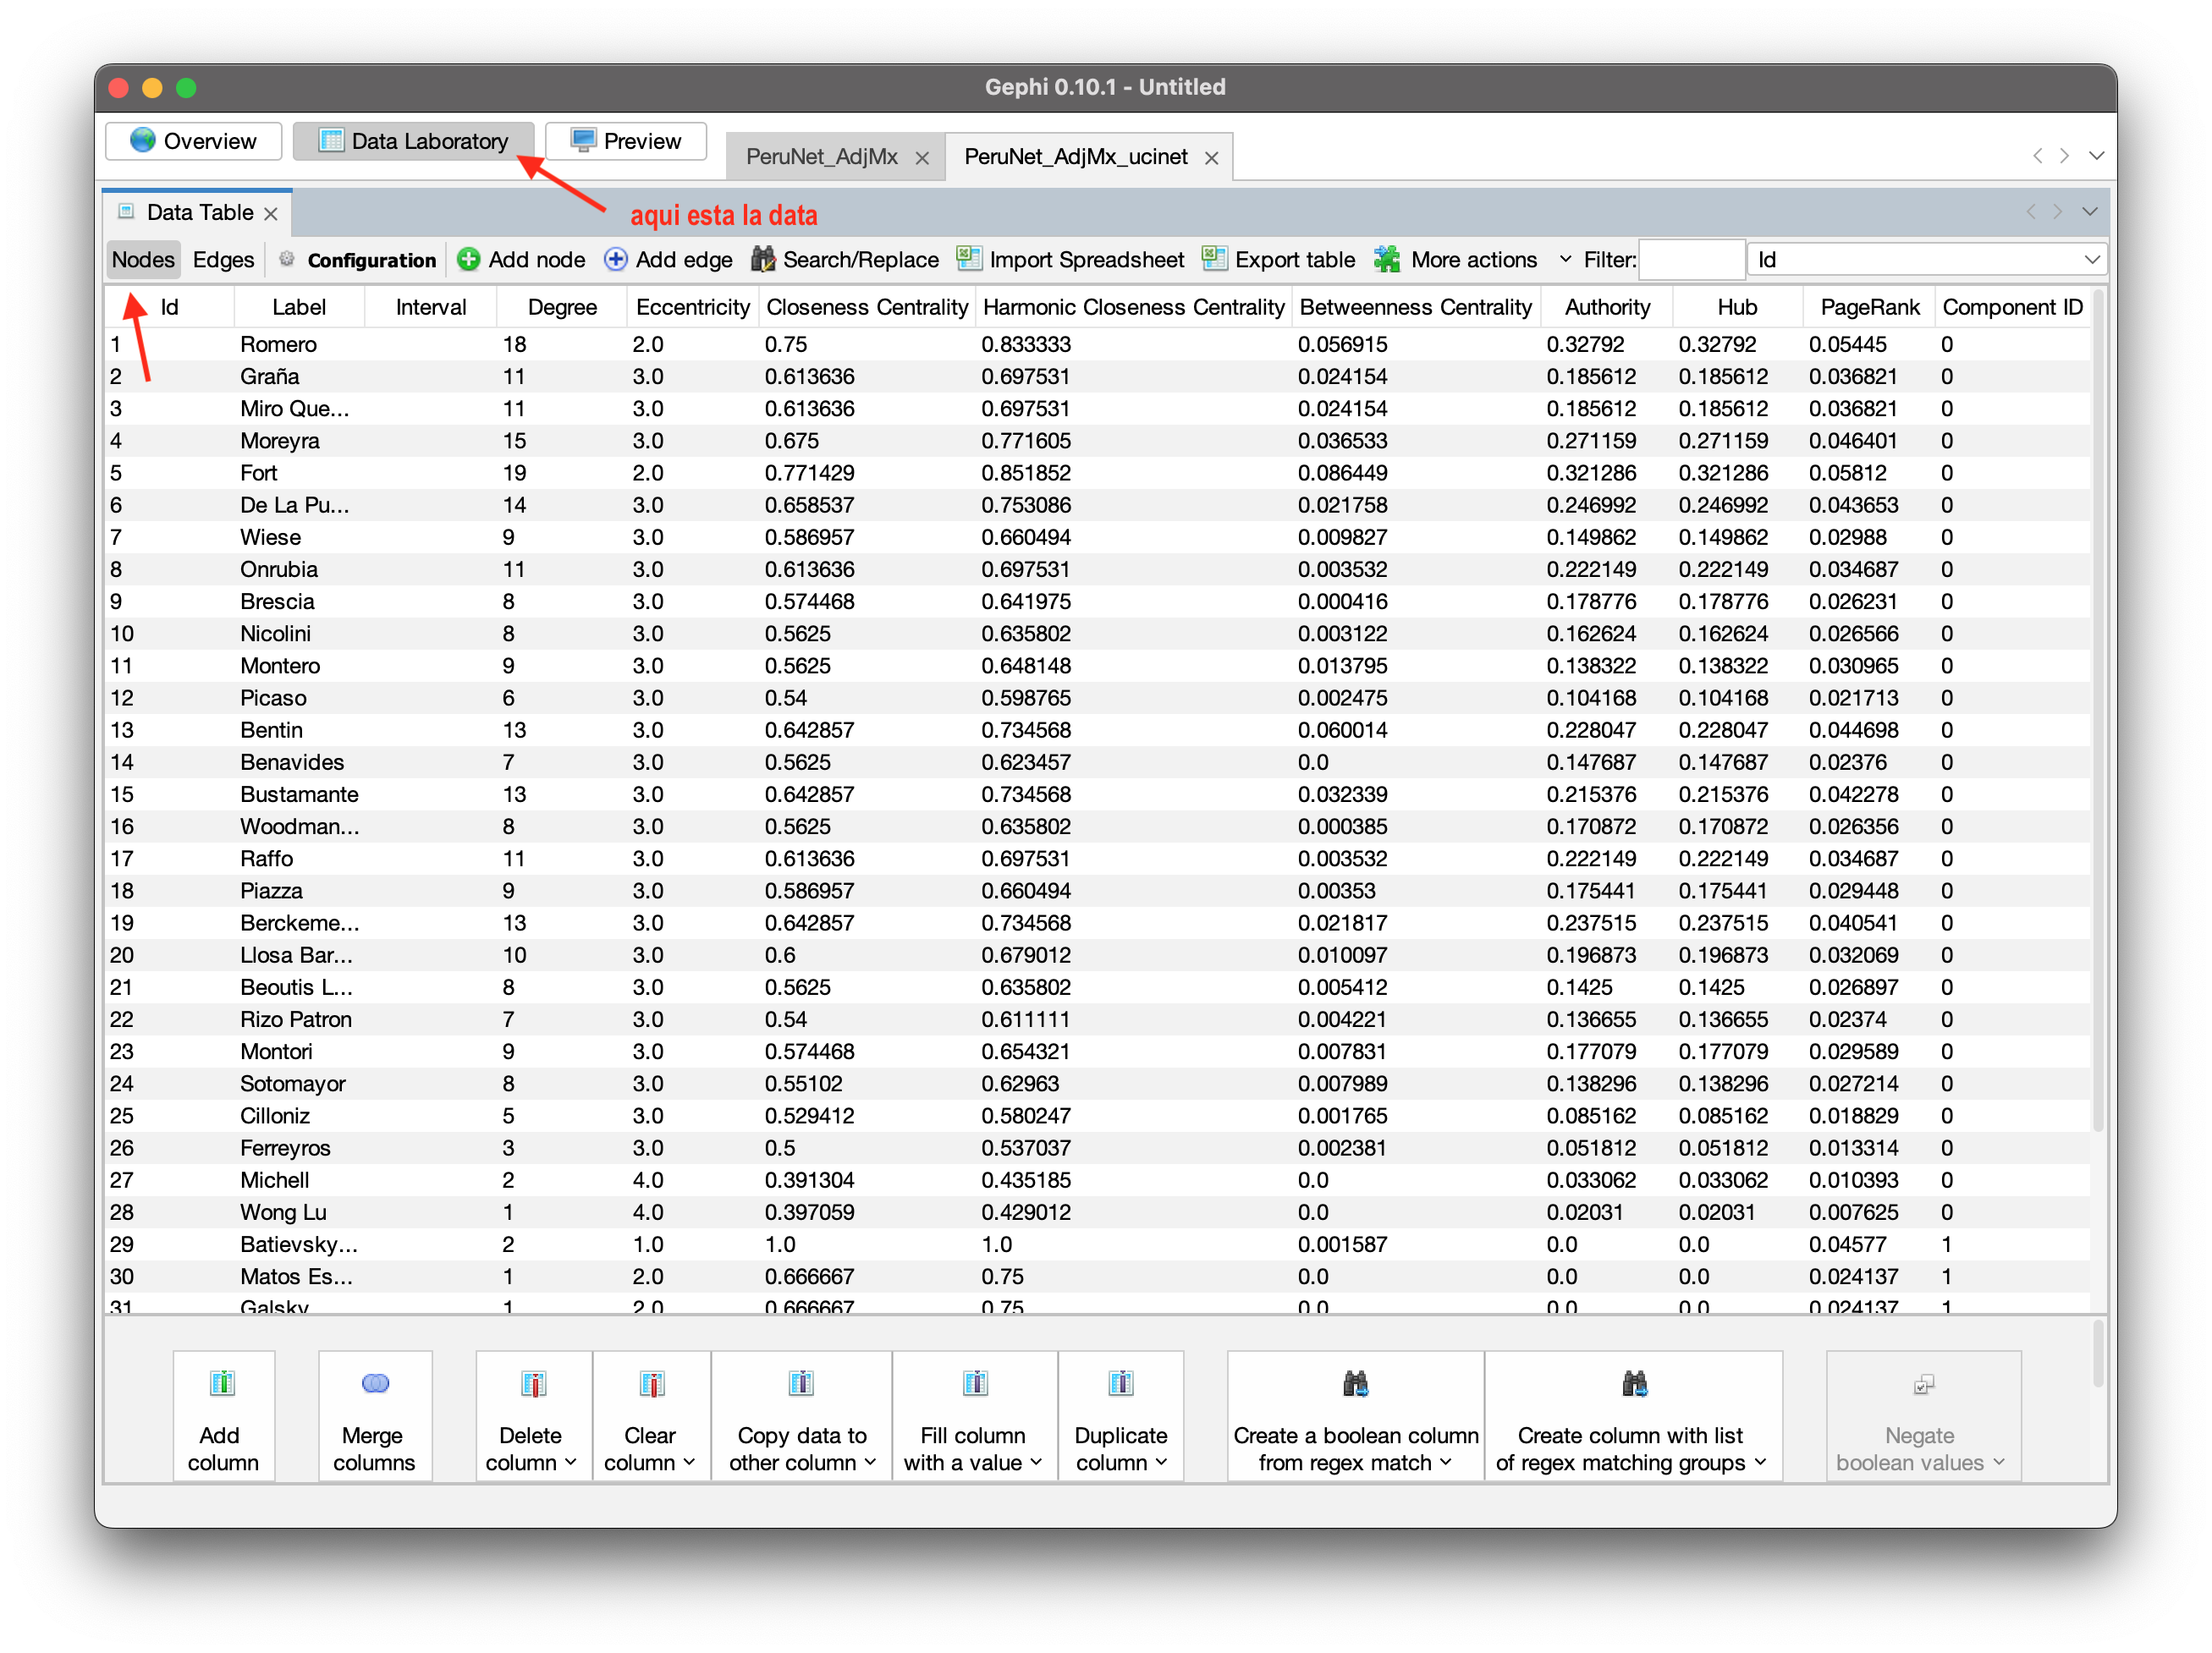 Gephi 0.10.1 - Untitled
Overview Data Laboratory Preview PeruNet_AdjMx PeruNet_AdjMx_ucinet
Data Table
aqui esta la data
Nodes Edges Configuration Add node Add edge Search/Replace Import Spreadsheet Export table More actions Filter: Id
Id Label Interval Degree Eccentricity Closeness Centrality Harmonic Closeness Centrality Betweenness Centrality Authority Hub PageRank Component ID
1 Romero 18 2.0 0.75 0.833333 0.056915 0.32792 0.32792 0.05445 0
2 Graña 11 3.0 0.613636 0.697531 0.024154 0.185612 0.185612 0.036821 0
3 Miro Que... 11 3.0 0.613636 0.697531 0.024154 0.185612 0.185612 0.036821 0
4 Moreyra 15 3.0 0.675 0.771605 0.036533 0.271159 0.271159 0.046401 0
5 Fort 19 2.0 0.771429 0.851852 0.086449 0.321286 0.321286 0.05812 0
6 De La Pu... 14 3.0 0.658537 0.753086 0.021758 0.246992 0.246992 0.043653 0
7 Wiese 9 3.0 0.586957 0.660494 0.009827 0.149862 0.149862 0.02988 0
8 Onrubia 11 3.0 0.613636 0.697531 0.003532 0.222149 0.222149 0.034687 0
9 Brescia 8 3.0 0.574468 0.641975 0.000416 0.178776 0.178776 0.026231 0
10 Nicolini 8 3.0 0.5625 0.635802 0.003122 0.162624 0.162624 0.026566 0
11 Montero 9 3.0 0.5625 0.648148 0.013795 0.138322 0.138322 0.030965 0
12 Picaso 6 3.0 0.54 0.598765 0.002475 0.104168 0.104168 0.021713 0
13 Bentin 13 3.0 0.642857 0.734568 0.060014 0.228047 0.228047 0.044698 0
14 Benavides 7 3.0 0.5625 0.623457 0.0 0.147687 0.147687 0.02376 0
15 Bustamante 13 3.0 0.642857 0.734568 0.032339 0.215376 0.215376 0.042278 0
16 Woodman... 8 3.0 0.5625 0.635802 0.000385 0.170872 0.170872 0.026356 0
17 Raffo 11 3.0 0.613636 0.697531 0.003532 0.222149 0.222149 0.034687 0
18 Piazza 9 3.0 0.586957 0.660494 0.00353 0.175441 0.175441 0.029448 0
19 Berckeme... 13 3.0 0.642857 0.734568 0.021817 0.237515 0.237515 0.040541 0
20 Llosa Bar... 10 3.0 0.6 0.679012 0.010097 0.196873 0.196873 0.032069 0
21 Beoutis L... 8 3.0 0.5625 0.635802 0.005412 0.1425 0.1425 0.026897 0
22 Rizo Patron 7 3.0 0.54 0.611111 0.004221 0.136655 0.136655 0.02374 0
23 Montori 9 3.0 0.574468 0.654321 0.007831 0.177079 0.177079 0.029589 0
24 Sotomayor 8 3.0 0.55102 0.62963 0.007989 0.138296 0.138296 0.027214 0
25 Cilloniz 5 3.0 0.529412 0.580247 0.001765 0.085162 0.085162 0.018829 0
26 Ferreyros 3 3.0 0.5 0.537037 0.002381 0.051812 0.051812 0.013314 0
27 Michell 2 4.0 0.391304 0.435185 0.0 0.033062 0.033062 0.010393 0
28 Wong Lu 1 4.0 0.397059 0.429012 0.0 0.02031 0.02031 0.007625 0
29 Batievsky... 2 1.0 1.0 1.0 0.001587 0.0 0.0 0.04577 1
30 Matos Es... 1 2.0 0.666667 0.75 0.0 0.0 0.0 0.024137 1
31 Galsky 1 2.0 0.666667 0.75 0.0 0.0 0.0 0.024137 1
Add Merge Delete Clear Copy data to Fill column Duplicate Create a boolean column Create column with list Negate
column columns column column other column with a value column from regex match of regex matching groups boolean values